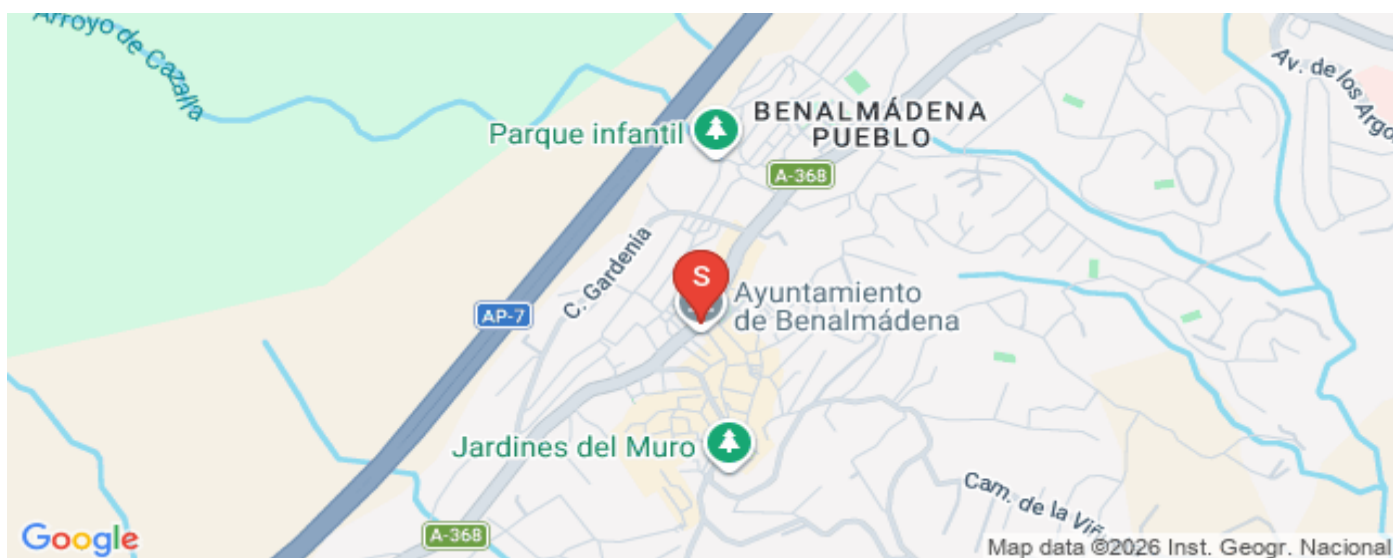 Arroyo de Cazalla
Av. de los Argo
BENALMÁDENA
PUEBLO
Parque infantil
A-368
C. Gardenia
S
AP-7
Ayuntamiento
de Benalmádena
Jardines del Muro
Cam. de la Viñ
A-368
Google
Map data ©2026 Inst. Geogr. Nacional